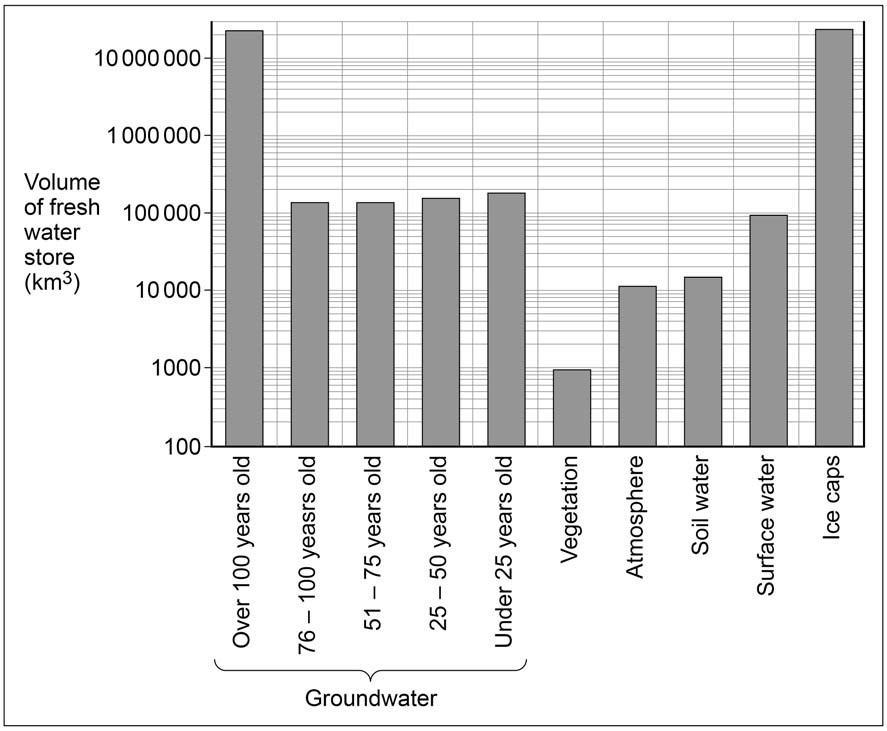 10 000 000
1 000 000
100 000
10 000
1000
100
Volume
of fresh
water
store
(km³)
Over 100 years old
76 – 100 yeasrs old
51 – 75 years old
25 – 50 years old
Under 25 years old
Vegetation
Atmosphere
Soil water
Surface water
Ice caps
Groundwater